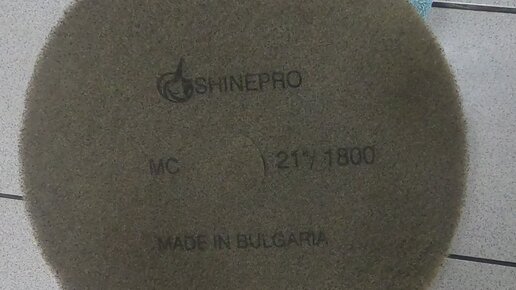 SHINEPRO
MC 21"/ 1800
MADE IN BULGARIA